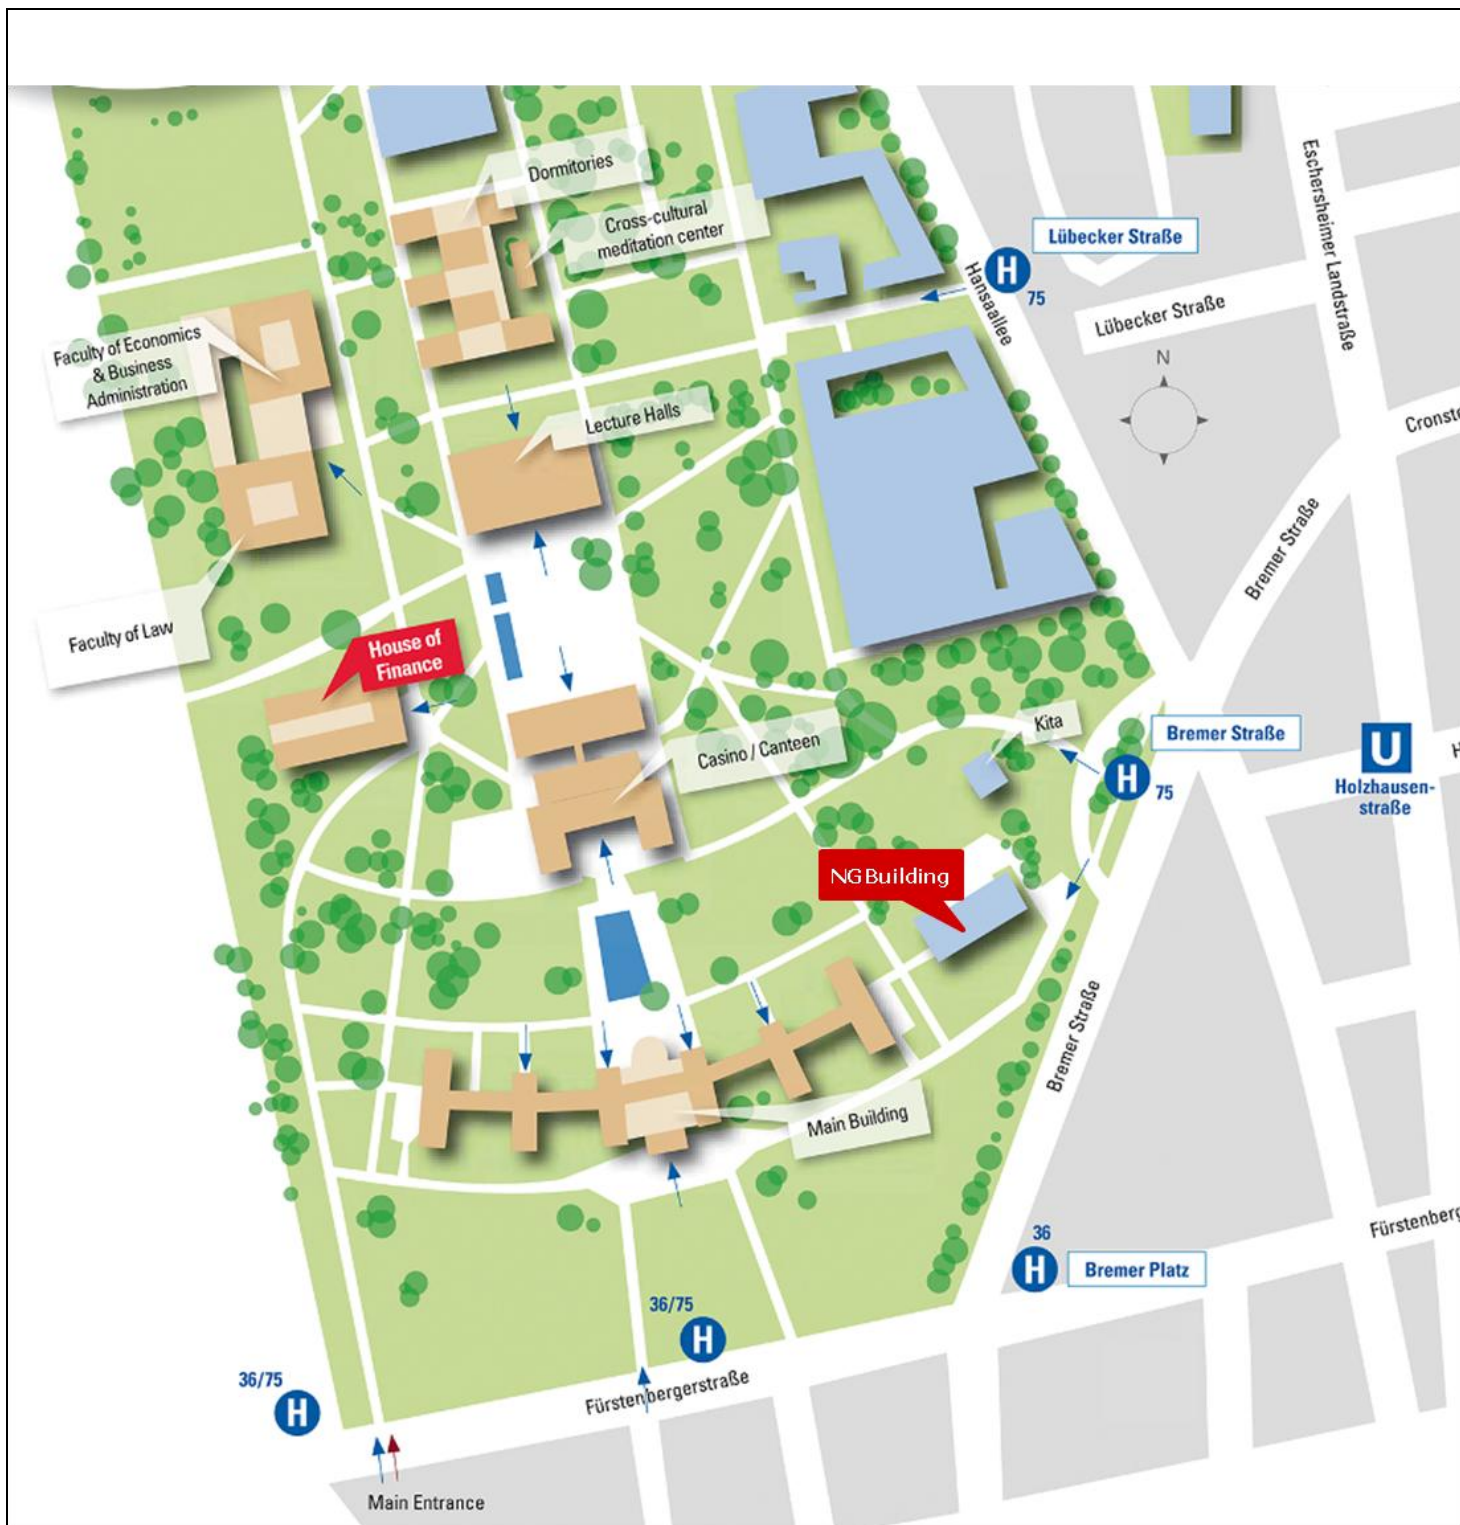 Dormitories
Cross-cultural
meditation center
Lübecker Straße
H
75
Hansaallee
Lübecker Straße
Eschersheimer Landstraße
N
Faculty of Economics
& Business
Administration
Lecture Halls
Bremer Straße
Faculty of Law
House of
Finance
Casino / Canteen
Kita
Bremer Straße
H
75
U
Holzhausen-
straße
NG Building
Bremer Straße
Main Building
36
H
Bremer Platz
36/75
H
36/75
H
Fürstenbergerstraße
Main Entrance